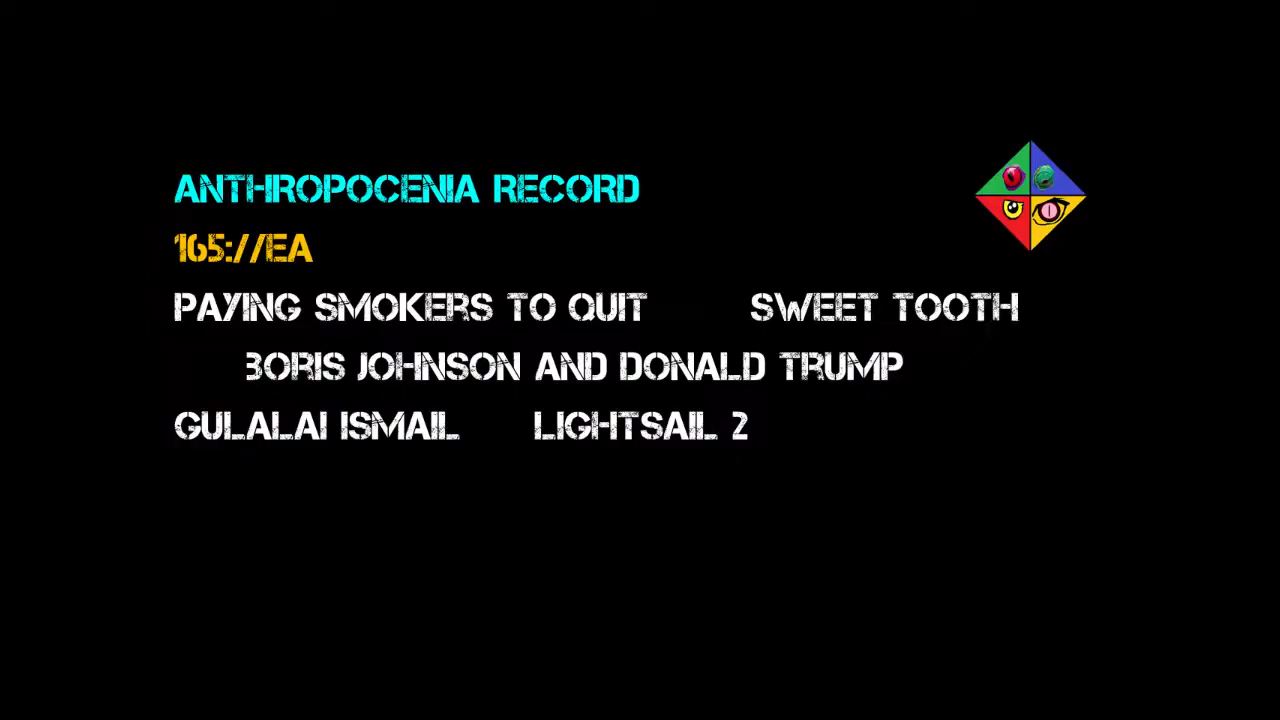 ANTHROPOCENIA RECORD
165://EA
PAYING SMOKERS TO QUIT SWEET TOOTH
BORIS JOHNSON AND DONALD TRUMP
GULALAI ISMAIL LIGHTSAIL 2